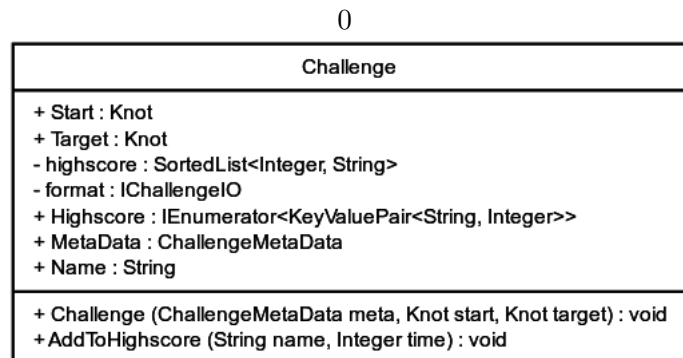 0
Challenge
+ Start : Knot
+ Target : Knot
- highscore : SortedList<Integer, String>
- format : IChallengeIO
+ Highscore : IEnumerator<KeyValuePair<String, Integer>>
+ MetaData : ChallengeMetaData
+ Name : String
+ Challenge (ChallengeMetaData meta, Knot start, Knot target) : void
+AddToHighscore (String name, Integer time) : void